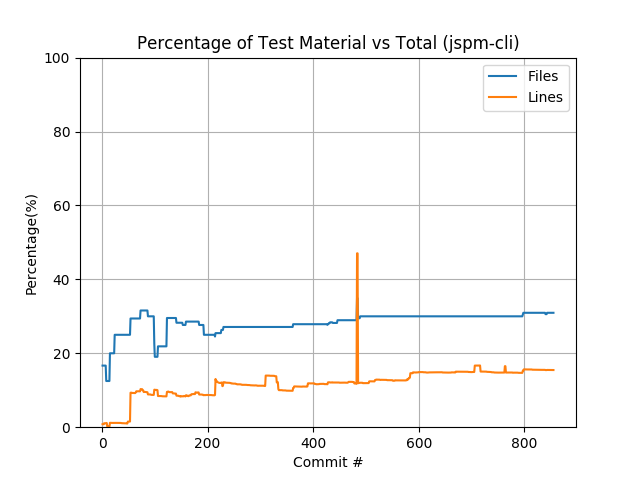 Percentage of Test Material vs Total (jspm-cli)
Files
Lines
Percentage(%)
100
80
60
40
20
0
0 200 400 600 800
Commit #